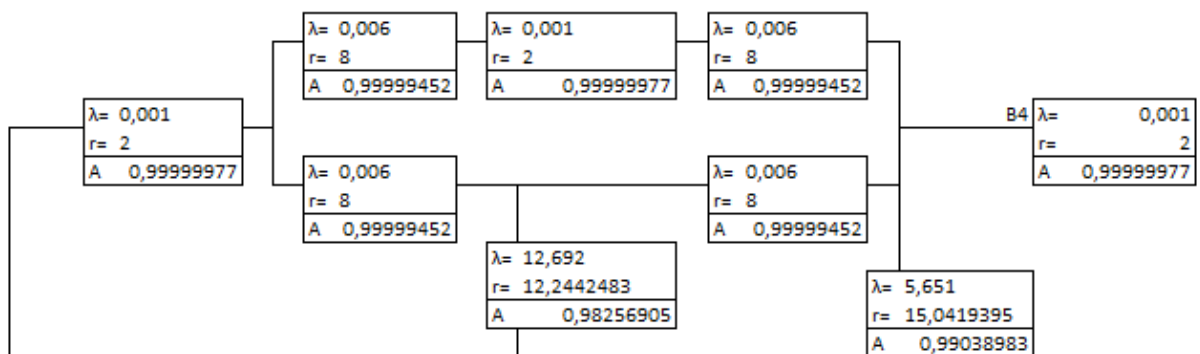 λ= 0,006
r= 8
A 0,99999452
λ= 0,001
r= 2
A 0,99999977
λ= 0,006
r= 8
A 0,99999452
λ= 0,001
r= 2
A 0,99999977
B4 λ= 0,001
r= 2
A 0,99999977
λ= 0,006
r= 8
A 0,99999452
λ= 0,006
r= 8
A 0,99999452
λ= 12,692
r= 12,2442483
A 0,98256905
λ= 5,651
r= 15,0419395
A 0,99038983